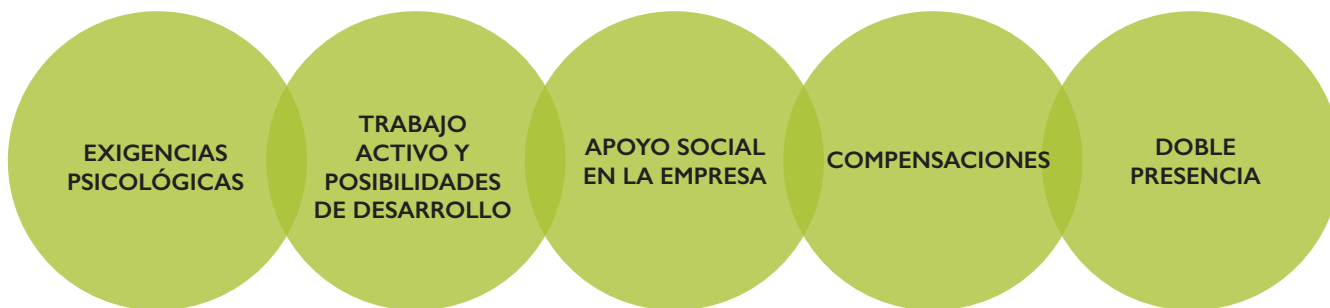 EXIGENCIAS
PSICOLÓGICAS
TRABAJO
ACTIVO Y
POSIBILIDADES
DE DESARROLLO
APOYO SOCIAL
EN LA EMPRESA
COMPENSACIONES
DOBLE
PRESENCIA